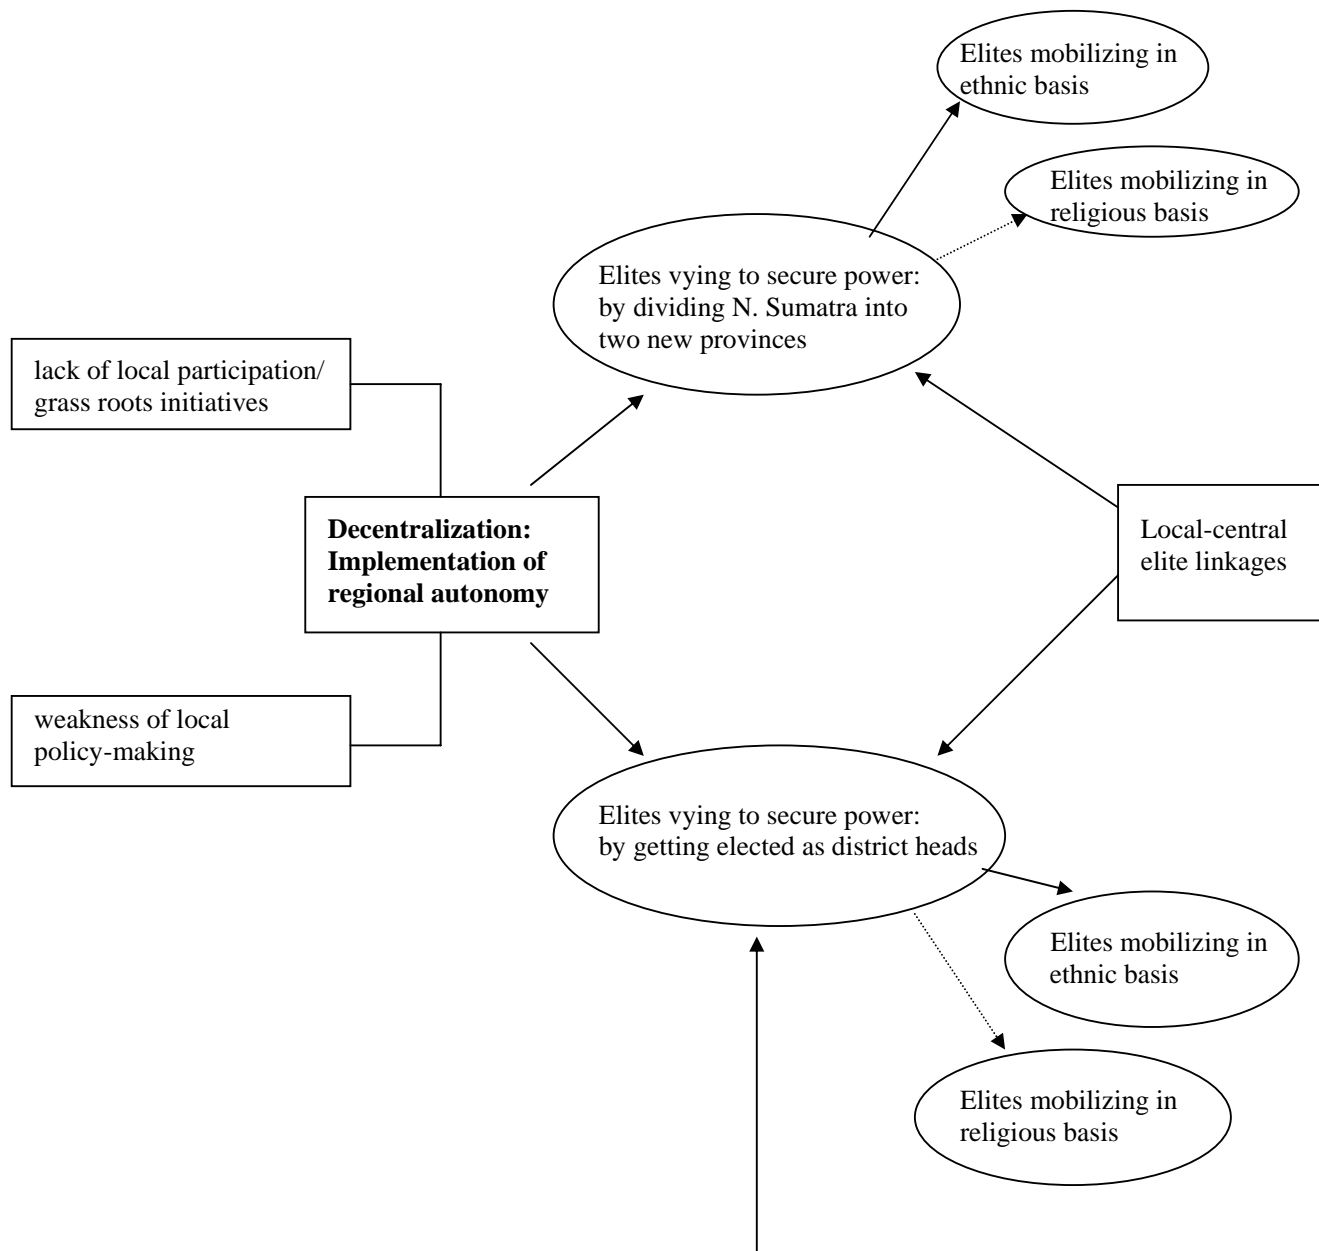 Elites mobilizing in
ethnic basis
Elites mobilizing in
religious basis
Elites vying to secure power:
by dividing N. Sumatra into
two new provinces
lack of local participation/
grass roots initiatives
Decentralization:
Implementation of
regional autonomy
Local-central
elite linkages
weakness of local
policy-making
Elites vying to secure power:
by getting elected as district heads
Elites mobilizing in
ethnic basis
Elites mobilizing in
religious basis